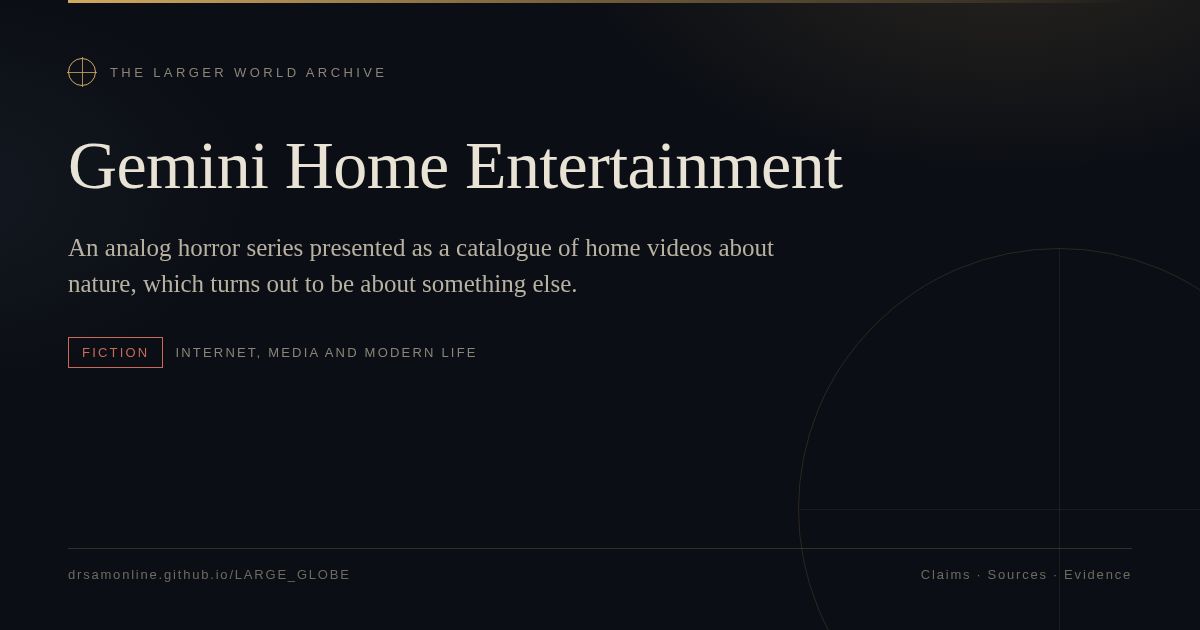 THE LARGER WORLD ARCHIVE
Gemini Home Entertainment
An analog horror series presented as a catalogue of home videos about
nature, which turns out to be about something else.
FICTION INTERNET, MEDIA AND MODERN LIFE
drsamonline.github.io/LARGE_GLOBE Claims · Sources · Evidence